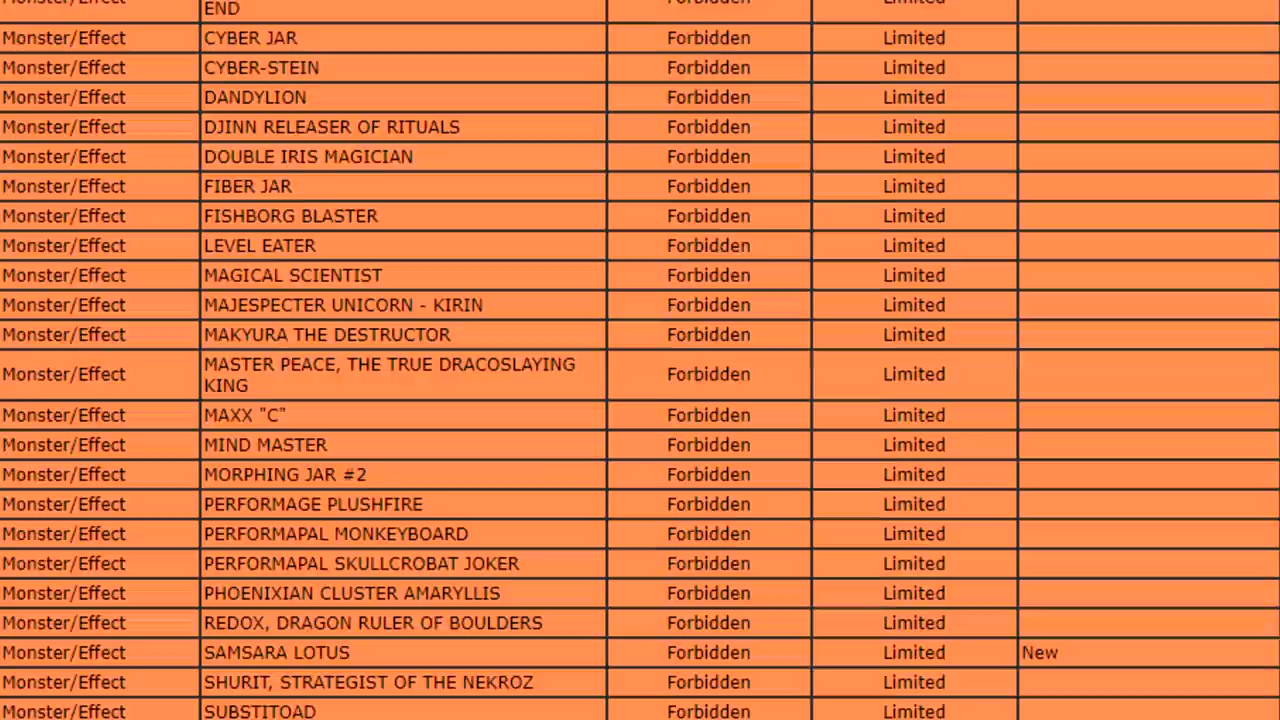 Monster/Effect END Forbidden Limited
Monster/Effect CYBER JAR Forbidden Limited
Monster/Effect CYBER-STEIN Forbidden Limited
Monster/Effect DANDYLION Forbidden Limited
Monster/Effect DJINN RELEASER OF RITUALS Forbidden Limited
Monster/Effect DOUBLE IRIS MAGICIAN Forbidden Limited
Monster/Effect FIBER JAR Forbidden Limited
Monster/Effect FISHBORG BLASTER Forbidden Limited
Monster/Effect LEVEL EATER Forbidden Limited
Monster/Effect MAGICAL SCIENTIST Forbidden Limited
Monster/Effect MAJESPECTER UNICORN - KIRIN Forbidden Limited
Monster/Effect MAKYURA THE DESTRUCTOR Forbidden Limited
Monster/Effect MASTER PEACE, THE TRUE DRACOSLAYING
KING Forbidden Limited
Monster/Effect MAXX "C" Forbidden Limited
Monster/Effect MIND MASTER Forbidden Limited
Monster/Effect MORPHING JAR #2 Forbidden Limited
Monster/Effect PERFORMAGE PLUSHFIRE Forbidden Limited
Monster/Effect PERFORMAPAL MONKEYBOARD Forbidden Limited
Monster/Effect PERFORMAPAL SKULLCROBAT JOKER Forbidden Limited
Monster/Effect PHOENIXIAN CLUSTER AMARYLLIS Forbidden Limited
Monster/Effect REDOX, DRAGON RULER OF BOULDERS Forbidden Limited
Monster/Effect SAMSARA LOTUS Forbidden Limited New
Monster/Effect SHURIT, STRATEGIST OF THE NEKROZ Forbidden Limited
Monster/Effect SUBSTITOAD Forbidden Limited